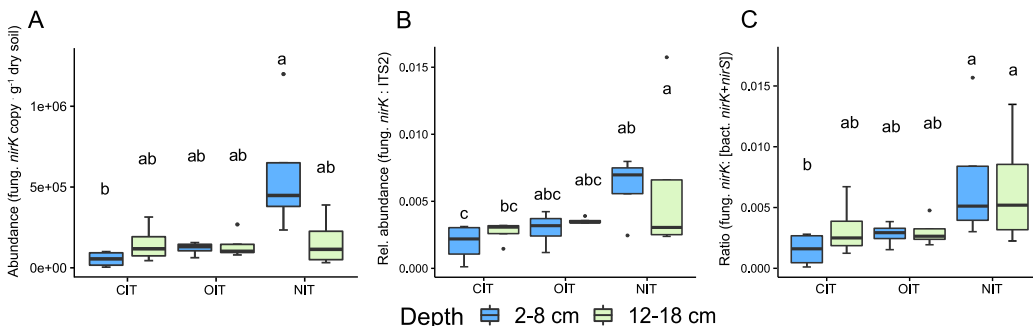 A
Abundance (fung. nirK copy · g⁻¹ dry soil)
1e+06
5e+05
0e+00
b
ab
ab
ab
a
ab
CIT
OIT
NIT
B
Rel. abundance (fung. nirK : ITS2)
0.015
0.010
0.005
0.000
c
bc
abc
abc
ab
a
CIT
OIT
NIT
C
Ratio (fung. nirK: [bact. nirK+nirS])
0.015
0.010
0.005
0.000
b
ab
ab
ab
a
a
CIT
OIT
NIT
Depth 2-8 cm 12-18 cm